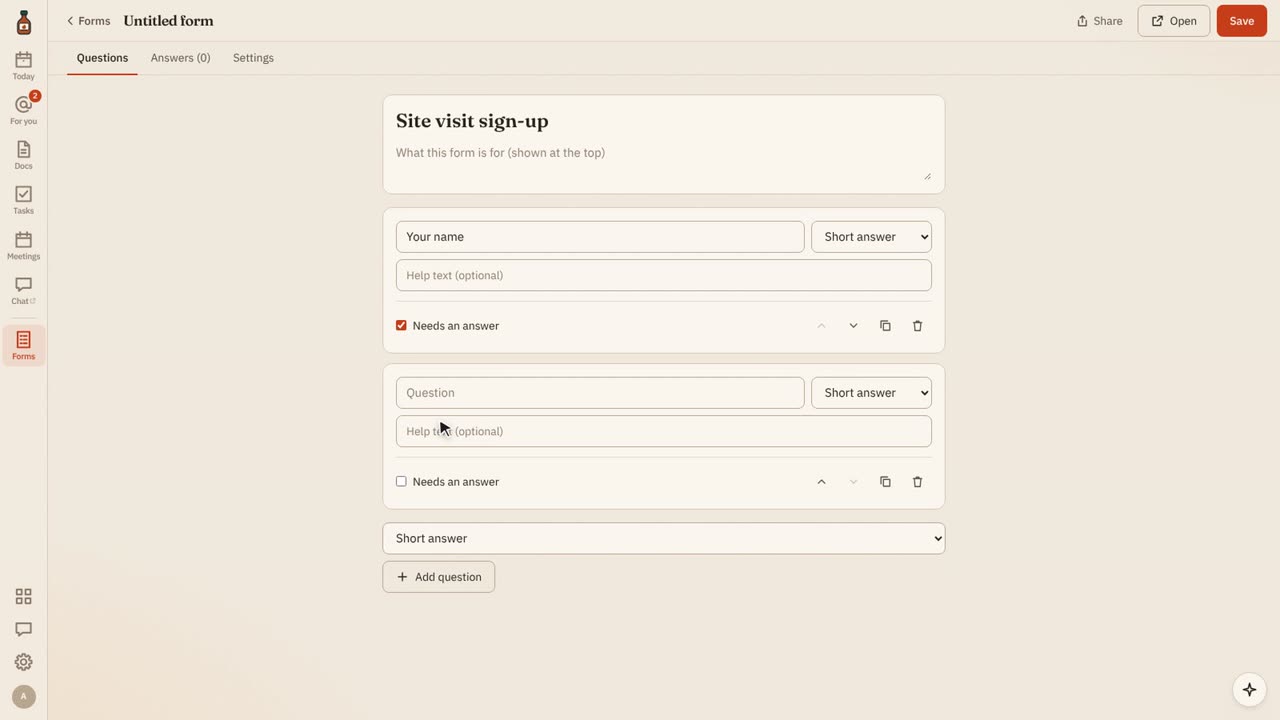 Forms
Untitled form
Share
Open
Save
Questions
Answers (0)
Settings
Today
2
For you
Docs
Tasks
Meetings
Chat
Forms
A
Site visit sign-up
What this form is for (shown at the top)
Your name
Short answer
Help text (optional)
Needs an answer
Question
Short answer
Help text (optional)
Needs an answer
Short answer
Add question